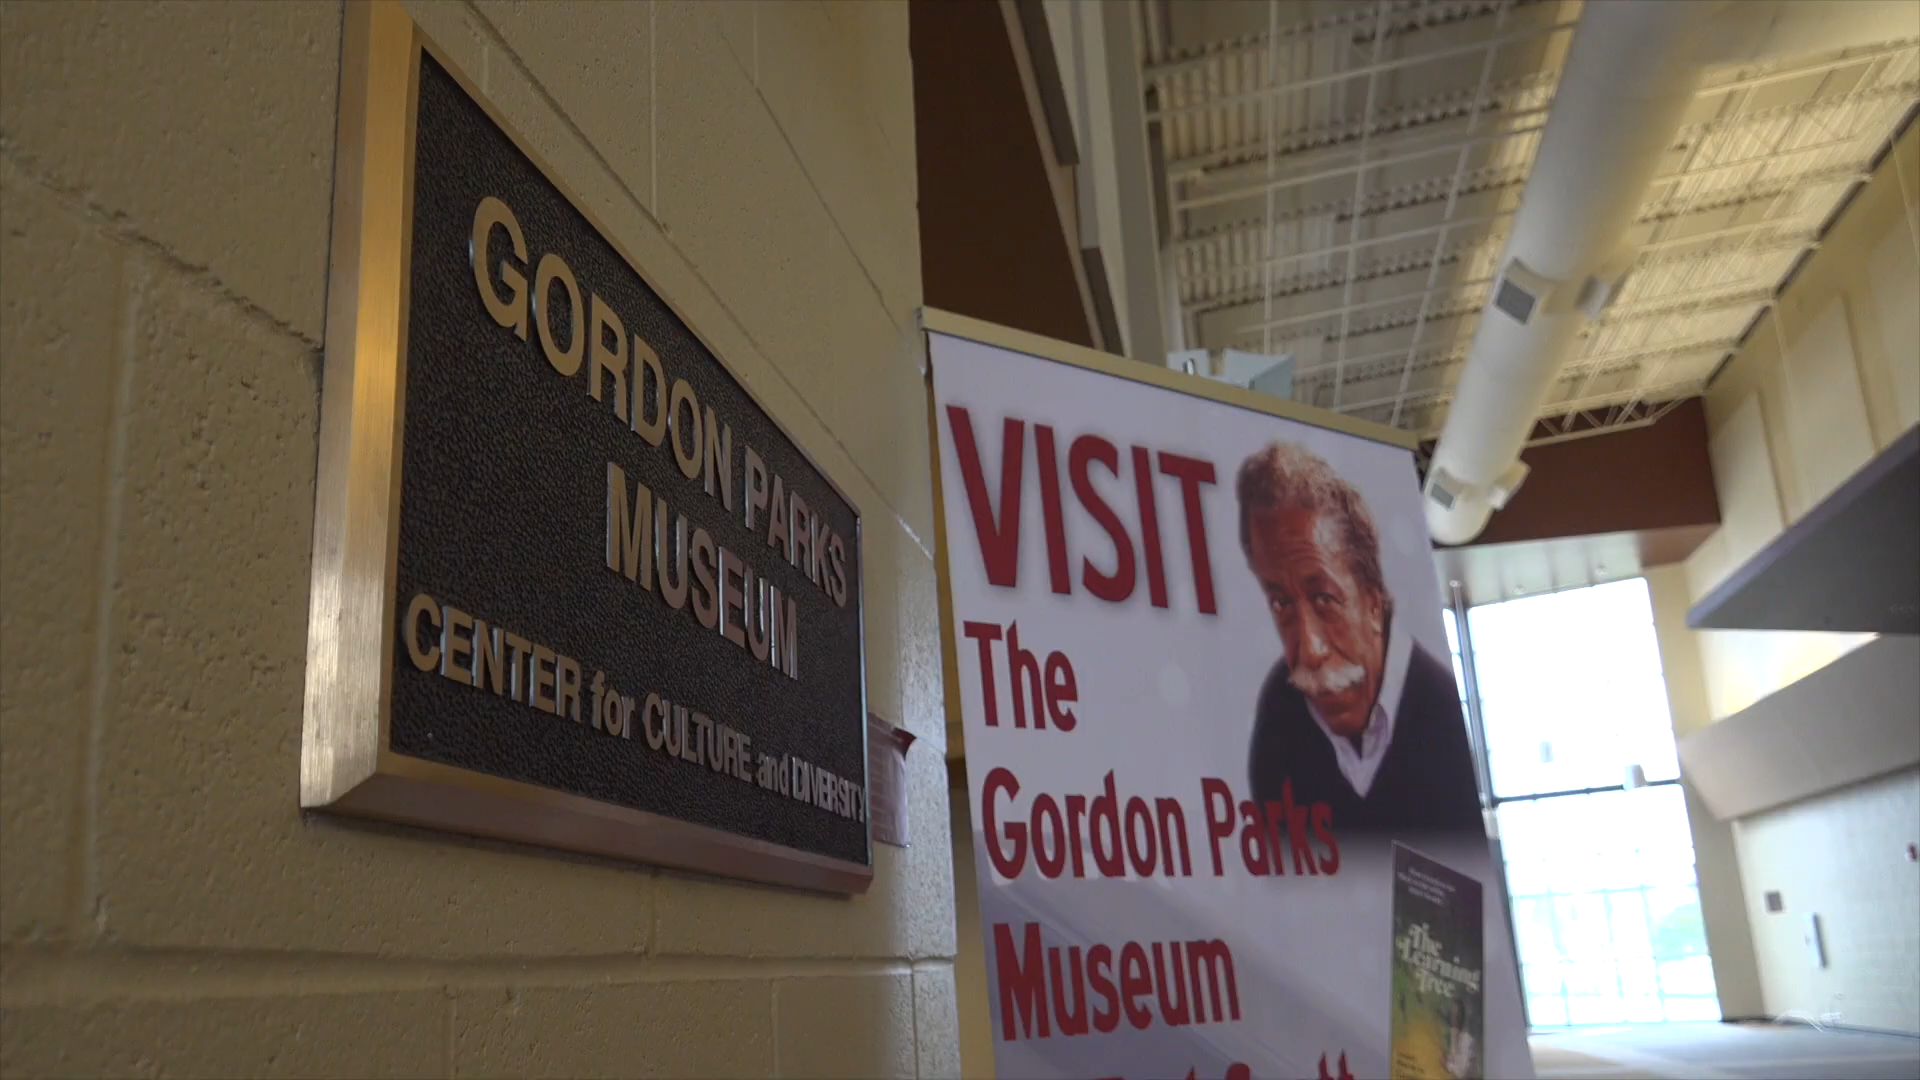 GORDON PARKS
MUSEUM
CENTER for CULTURE and DIVERSITY
VISIT
The
Gordon Parks
Museum
The
Learning
Tree